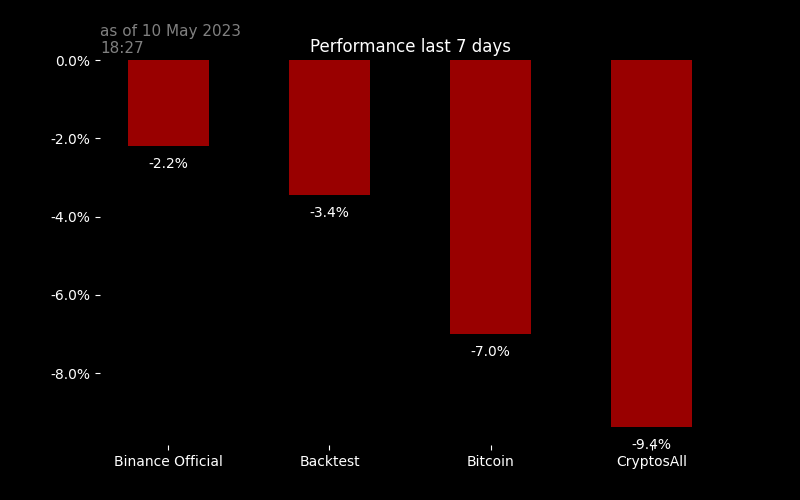 as of 10 May 2023
18:27
Performance last 7 days
0.0%
-2.0%
-4.0%
-6.0%
-8.0%
-2.2%
-3.4%
-7.0%
-9.4%
Binance Official
Backtest
Bitcoin
CryptosAll